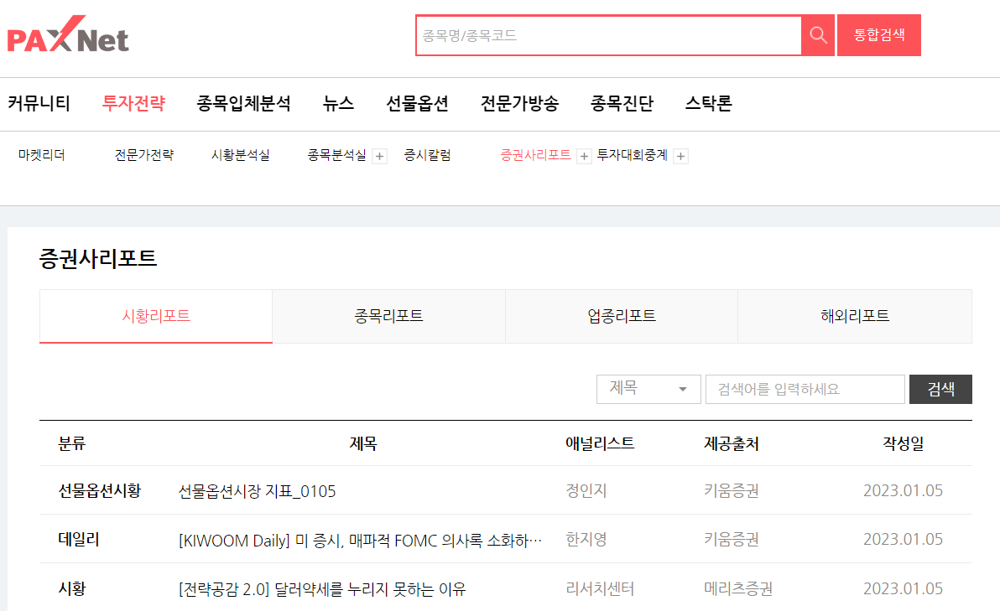 PAXNet
종목명/종목코드 통합검색
커뮤니티 투자전략 종목입체분석 뉴스 선물옵션 전문가방송 종목진단 스탁론
마켓리더 전문가전략 시황분석실 종목분석실 + 증시칼럼 증권사리포트 + 투자대회중계 +
증권사리포트
시황리포트 종목리포트 업종리포트 해외리포트
제목 검색어를 입력하세요 검색
분류 제목 애널리스트 제공출처 작성일
선물옵션시황 선물옵션시장 지표_0105 정인지 키움증권 2023.01.05
데일리 [KIWOOM Daily] 미 증시, 매파적 FOMC 의사록 소화하… 한지영 키움증권 2023.01.05
시황 [전략공감 2.0] 달러약세를 누리지 못하는 이유 리서치센터 메리츠증권 2023.01.05